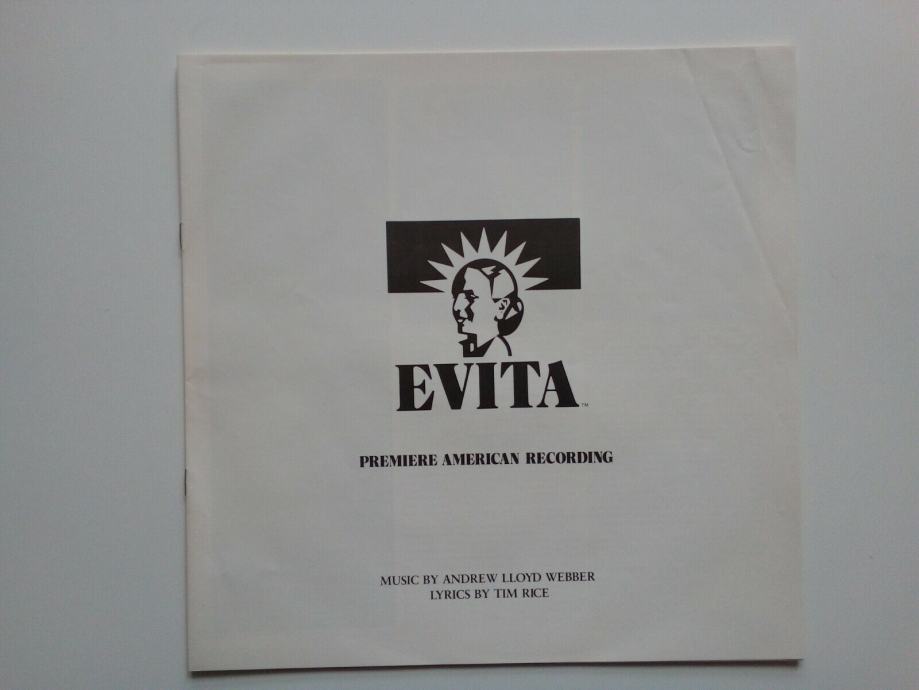 EVITA™
PREMIERE AMERICAN RECORDING
MUSIC BY ANDREW LLOYD WEBBER
LYRICS BY TIM RICE